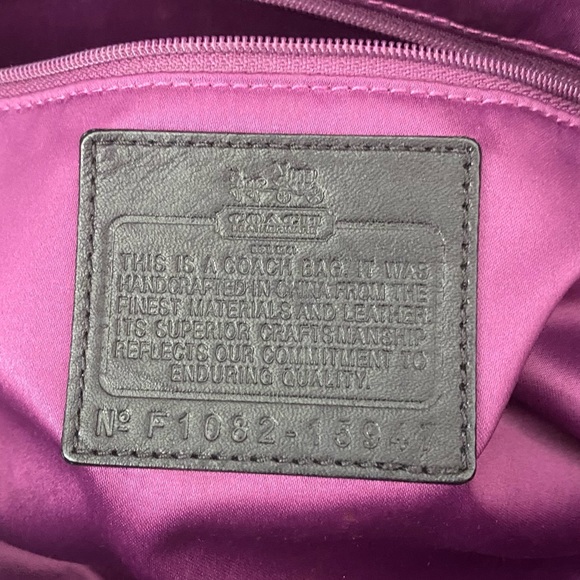 COACH
THIS IS A COACH BAG. IT WAS
HANDCRAFTED IN CHINA FROM THE
FINEST MATERIALS AND LEATHER.
ITS SUPERIOR CRAFTSMANSHIP
REFLECTS OUR COMMITMENT TO
ENDURING QUALITY.
Nº F1082-15947